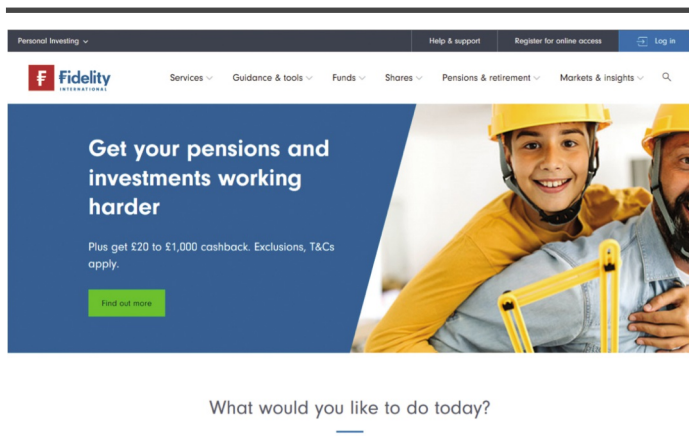 Personal Investing
Help & support
Register for online access
Log in
Fidelity
INTERNATIONAL
Services
Guidance & tools
Funds
Shares
Pensions & retirement
Markets & insights
Get your pensions and
investments working
harder
Plus get £20 to £1,000 cashback. Exclusions, T&Cs
apply.
Find out more
What would you like to do today?